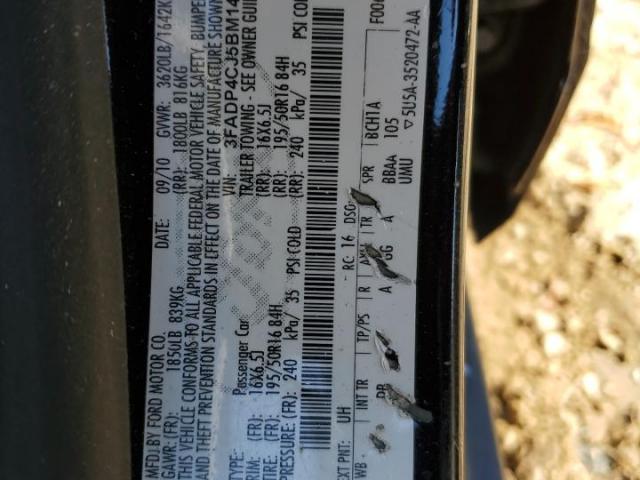 MFD.BY FORD MOTOR CO.
DATE: 09/10 GVWR: 3620LB/1642K
GAWR: (FR): 1850LB 839KG (RR): 1800LB 816KG
THIS VEHICLE CONFORMS TO ALL APPLICABLE FEDERAL MOTOR VEHICLE SAFETY, BUMPE
AND THEFT PREVENTION STANDARDS IN EFFECT ON THE DATE OF MANUFACTURE SHOWN
VIN: 3FADP4CJ5BM14
TYPE: Passenger Car TRAILER TOWING - SEE OWNER GUI
RIM: (FR): 16X6.5J (RR): 16X6.5J
TIRE: (FR): 195/50R16 84H (RR): 195/50R16 84H
PRESSURE: (FR): 240 kPa/ 35 PSI COLD (RR): 240 kPa/ 35 PSI CO
EXT PNT: UH RC: 16 DSO:
WB INT TR TP/PS R AXLE TR SPR BCH1A F00
A BBAA 105
UMU ▽5USA-3520472-AA